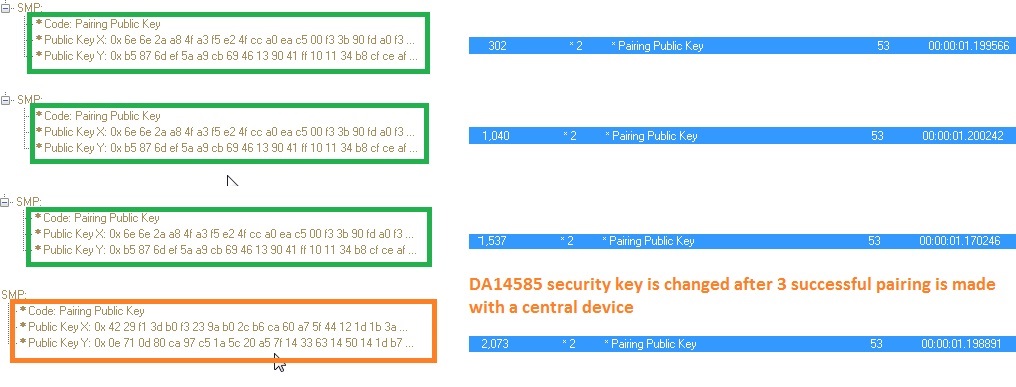 SMP:
* Code: Pairing Public Key
* Public Key X: 0x 6e 6e 2a a8 4f a3 f5 e2 4f cc a0 ea c5 00 f3 3b 90 fd a0 f3 ...
* Public Key Y: 0x b5 87 6d ef 5a a9 cb 69 46 13 90 41 ff 10 11 34 b8 cf ce af ...
302 * 2 * Pairing Public Key 53 00:00:01.199566
SMP:
* Code: Pairing Public Key
* Public Key X: 0x 6e 6e 2a a8 4f a3 f5 e2 4f cc a0 ea c5 00 f3 3b 90 fd a0 f3 ...
* Public Key Y: 0x b5 87 6d ef 5a a9 cb 69 46 13 90 41 ff 10 11 34 b8 cf ce af ...
1,040 * 2 * Pairing Public Key 53 00:00:01.200242
SMP:
* Code: Pairing Public Key
* Public Key X: 0x 6e 6e 2a a8 4f a3 f5 e2 4f cc a0 ea c5 00 f3 3b 90 fd a0 f3 ...
* Public Key Y: 0x b5 87 6d ef 5a a9 cb 69 46 13 90 41 ff 10 11 34 b8 cf ce af ...
1,537 * 2 * Pairing Public Key 53 00:00:01.170246
DA14585 security key is changed after 3 successful pairing is made
with a central device
SMP:
* Code: Pairing Public Key
* Public Key X: 0x 42 29 f1 3d b0 f3 23 9a b0 2c b6 ca 60 a7 5f 44 12 1d 1b 3a ...
* Public Key Y: 0x 0e 71 0d 80 ca 97 c5 1a 5c 20 a5 7f 14 33 63 14 50 14 1d b7 ...
2,073 * 2 * Pairing Public Key 53 00:00:01.198891